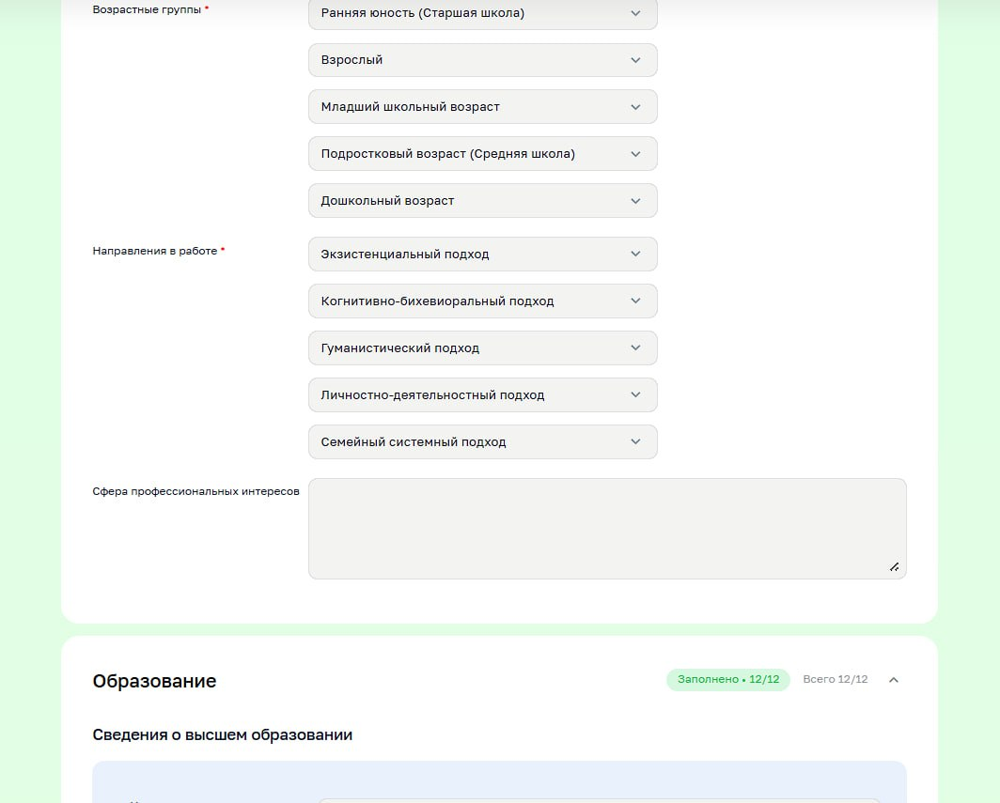 Возрастные группы *
Ранняя юность (Старшая школа)
Взрослый
Младший школьный возраст
Подростковый возраст (Средняя школа)
Дошкольный возраст
Направления в работе *
Экзистенциальный подход
Когнитивно-бихевиоральный подход
Гуманистический подход
Личностно-деятельностный подход
Семейный системный подход
Сфера профессиональных интересов
Образование
Заполнено • 12/12
Всего 12/12
Сведения о высшем образовании